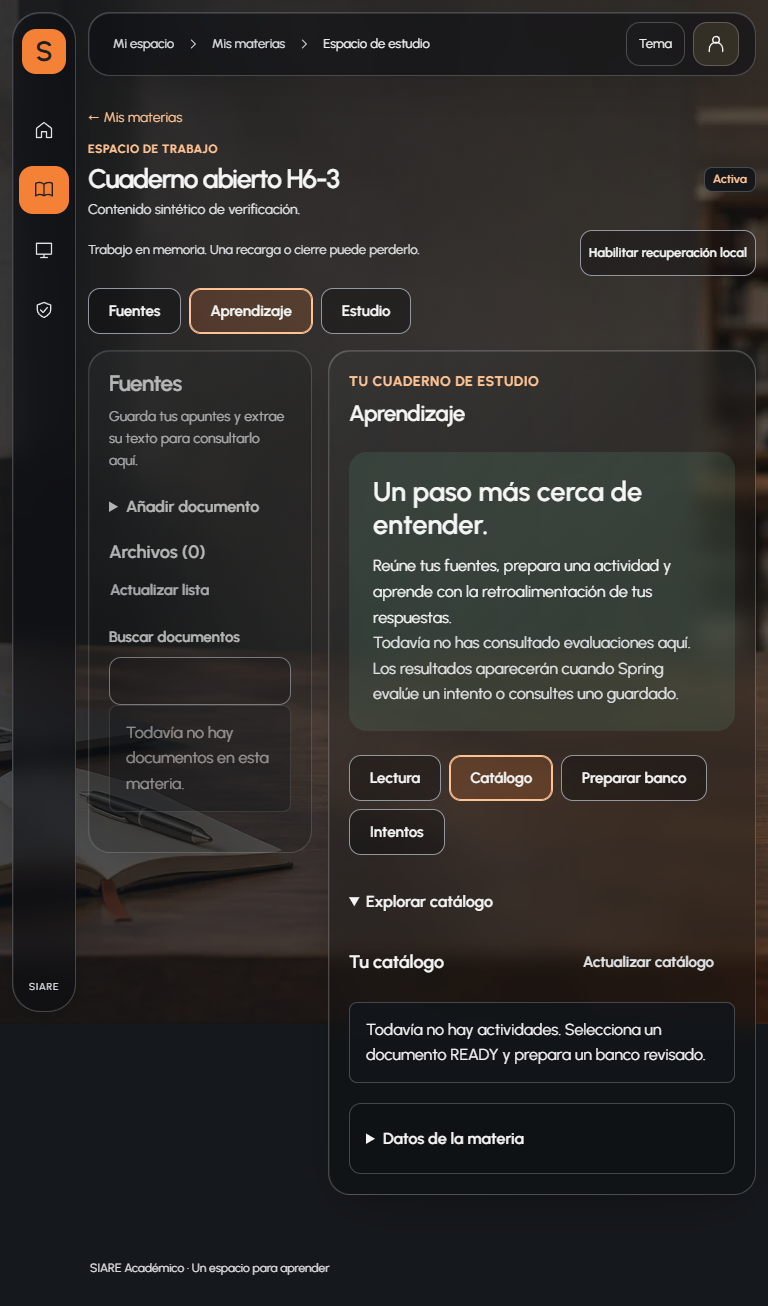 S
Mi espacio > Mis materias > Espacio de estudio
Tema
← Mis materias
ESPACIO DE TRABAJO
Cuaderno abierto H6-3
Activa
Contenido sintético de verificación.
Trabajo en memoria. Una recarga o cierre puede perderlo.
Habilitar recuperación local
Fuentes
Aprendizaje
Estudio
Fuentes
Guarda tus apuntes y extrae
su texto para consultarlo
aquí.
▶ Añadir documento
Archivos (0)
Actualizar lista
Buscar documentos
Todavía no hay
documentos en esta
materia.
TU CUADERNO DE ESTUDIO
Aprendizaje
Un paso más cerca de
entender.
Reúne tus fuentes, prepara una actividad y
aprende con la retroalimentación de tus
respuestas.
Todavía no has consultado evaluaciones aquí.
Los resultados aparecerán cuando Spring
evalúe un intento o consultes uno guardado.
Lectura
Catálogo
Preparar banco
Intentos
▼ Explorar catálogo
Tu catálogo
Actualizar catálogo
Todavía no hay actividades. Selecciona un
documento READY y prepara un banco revisado.
▶ Datos de la materia
SIARE
SIARE Académico · Un espacio para aprender